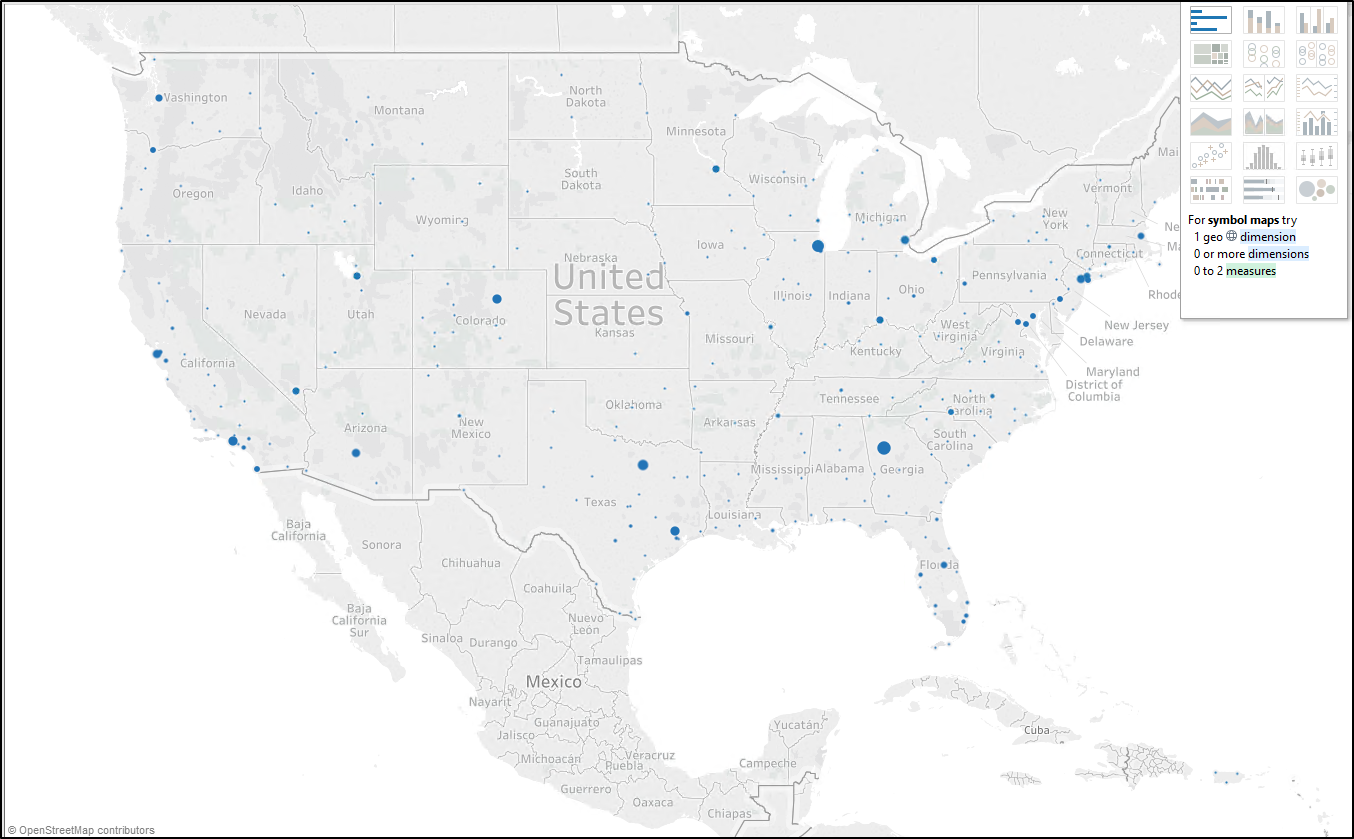 Washington
Montana
North
Dakota
Minnesota
Mai
Oregon
Idaho
South
Dakota
Wisconsin
Vermont
Wyoming
Michigan
New
York
Ne
Ma
Iowa
Nebraska
Connecticut
United
States
Pennsylvania
Nevada
Utah
Colorado
Illinois
Indiana
Ohio
Rhode
Kansas
Missouri
West
Virginia
New Jersey
Delaware
California
Kentucky
Virginia
Maryland
District of
Columbia
Oklahoma
Tennessee
North
Carolina
Arizona
New
Mexico
Arkansas
South
Carolina
Mississippi
Alabama
Georgia
Texas
Louisiana
Baja
California
Sonora
Chihuahua
Florida
Coahuila
Baja
California
Sur
Sinaloa
Durango
Nuevo
León
Tamaulipas
México
Nayarit
Guanajuato
Yucatán
Cuba
Jalisco
Michoacán
Veracruz
Puebla
Campeche
Guerrero
Oaxaca
Chiapas
© OpenStreetMap contributors
For symbol maps try
1 geo dimension
0 or more dimensions
0 to 2 measures